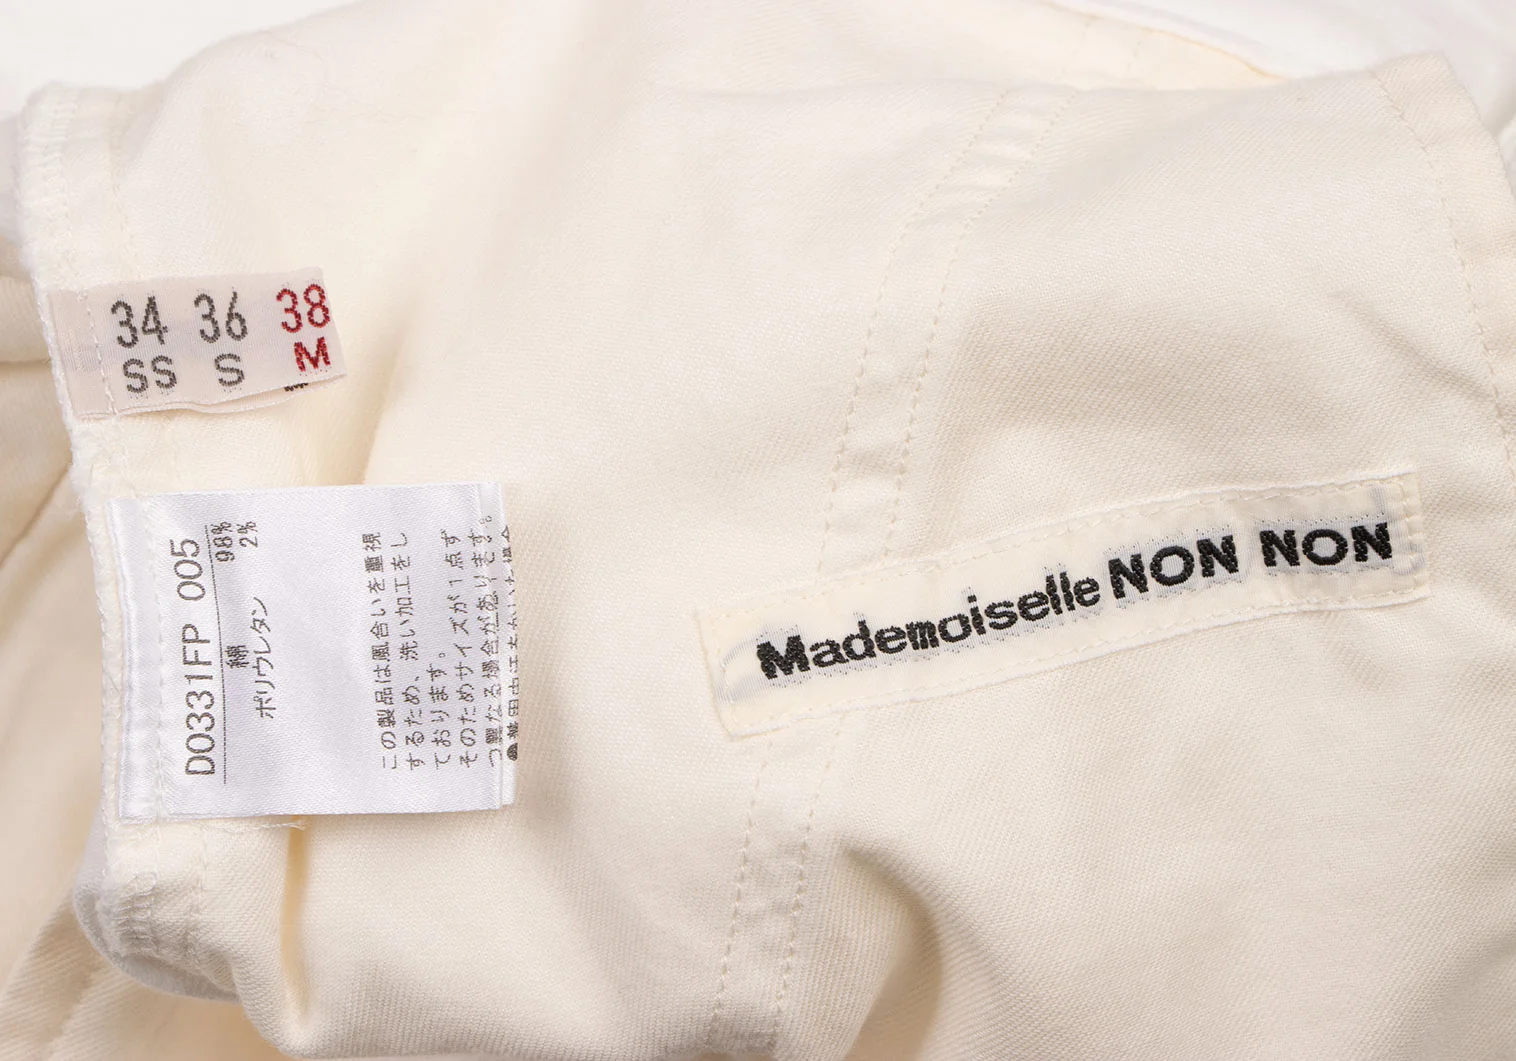 34 36 38
SS S M
D0331FP 005
綿 98%
ポリウレタン 2%
この製品は風合いを重視
するため、洗い加工をし
ております。
そのためサイズが1点ず
つ異なる場合があります。
Mademoiselle NON NON